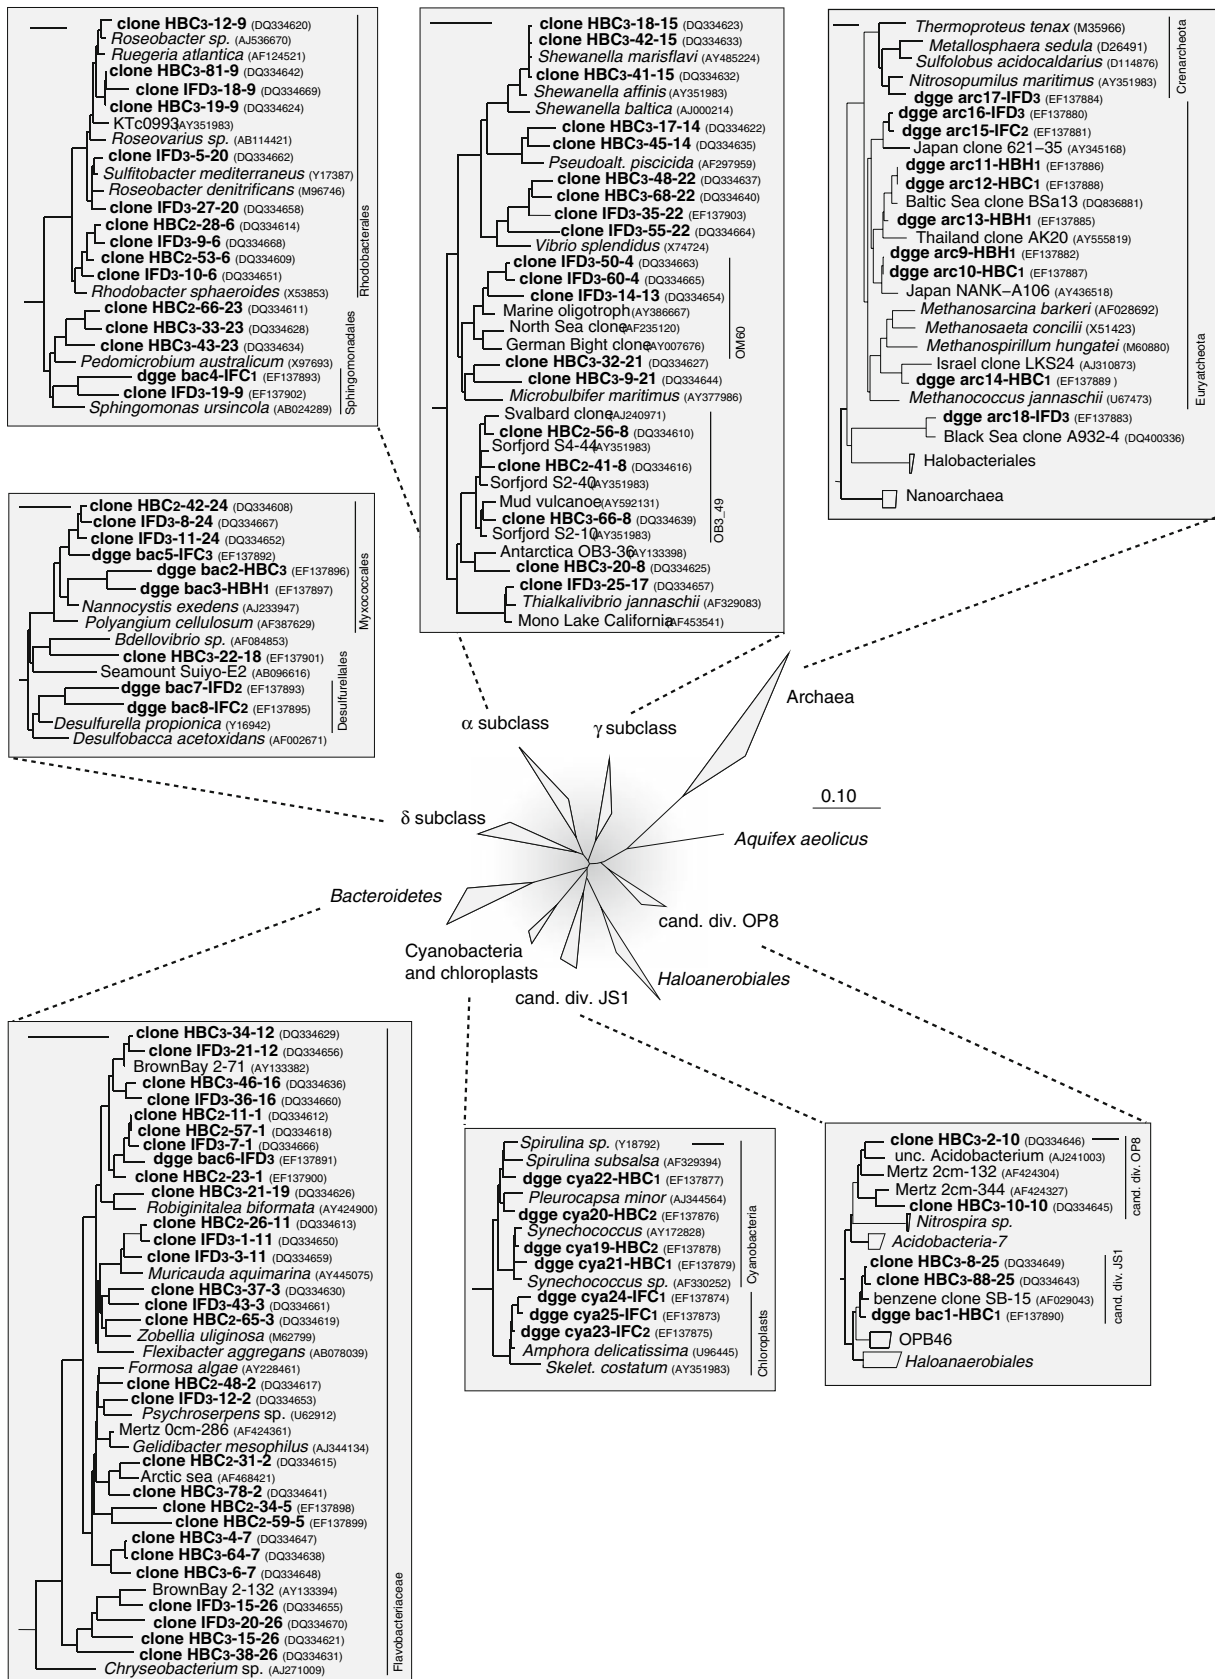 clone HBC3-12-9 (DQ334620)
Roseobacter sp. (AJ536670)
Ruegeria atlantica (AF124521)
clone HBC3-81-9 (DQ334642)
clone IFD3-18-9 (DQ334669)
clone HBC3-19-9 (DQ334624)
KTc0993(AY351983)
Roseovarius sp. (AB114421)
clone IFD3-5-20 (DQ334662)
Sulfitobacter mediterraneus (Y17387)
Roseobacter denitrificans (M96746)
clone IFD3-27-20 (DQ334658)
clone HBC2-28-6 (DQ334614)
clone IFD3-9-6 (DQ334668)
clone HBC2-53-6 (DQ334609)
clone IFD3-10-6 (DQ334651)
Rhodobacter sphaeroides (X53853)
clone HBC2-66-23 (DQ334611)
clone HBC3-33-23 (DQ334628)
clone HBC3-43-23 (DQ334634)
Pedomicrobium australicum (X97693)
dgge bac4-IFC1 (EF137893)
clone IFD3-19-9 (EF137902)
Sphingomonas ursincola (AB024289)
Rhodobacterales
Sphingomonadales
clone HBC3-18-15 (DQ334623)
clone HBC3-42-15 (DQ334633)
Shewanella marisflavi (AY485224)
clone HBC3-41-15 (DQ334632)
Shewanella affinis (AY351983)
Shewanella baltica (AJ000214)
clone HBC3-17-14 (DQ334622)
clone HBC3-45-14 (DQ334635)
Pseudoalt. piscicida (AF297959)
clone HBC3-48-22 (DQ334637)
clone HBC3-68-22 (DQ334640)
clone IFD3-35-22 (EF137903)
clone IFD3-55-22 (DQ334664)
Vibrio splendidus (X74724)
clone IFD3-50-4 (DQ334663)
clone IFD3-60-4 (DQ334665)
clone IFD3-14-13 (DQ334654)
Marine oligotroph(AY386667)
North Sea clone(AF235120)
German Bight clone(AY007676)
clone HBC3-32-21 (DQ334627)
clone HBC3-9-21 (DQ334644)
Microbulbifer maritimus (AY377986)
Svalbard clone(AJ240971)
clone HBC2-56-8 (DQ334610)
Sorfjord S4-44(AY351983)
clone HBC2-41-8 (DQ334616)
Sorfjord S2-40(AY351983)
Mud vulcanoe(AY592131)
clone HBC3-66-8 (DQ334639)
Sorfjord S2-10(AY351983)
Antarctica OB3-36(AY133398)
clone HBC3-20-8 (DQ334625)
clone IFD3-25-17 (DQ334657)
Thialkalivibrio jannaschii (AF329083)
Mono Lake California(AF453541)
OM60
OB3_49
Thermoproteus tenax (M35966)
Metallosphaera sedula (D26491)
Sulfolobus acidocaldarius (D114876)
Nitrosopumilus maritimus (AY351983)
dgge arc17-IFD3 (EF137884)
dgge arc16-IFD3 (EF137880)
dgge arc15-IFC2 (EF137881)
Japan clone 621-35 (AY345168)
dgge arc11-HBH1 (EF137886)
dgge arc12-HBC1 (EF137888)
Baltic Sea clone BSa13 (DQ836881)
dgge arc13-HBH1 (EF137885)
Thailand clone AK20 (AY555819)
dgge arc9-HBH1 (EF137882)
dgge arc10-HBC1 (EF137887)
Japan NANK-A106 (AY436518)
Methanosarcina barkeri (AF028692)
Methanosaeta concilii (X51423)
Methanospirillum hungatei (M60880)
Israel clone LKS24 (AJ310873)
dgge arc14-HBC1 (EF137889 )
Methanococcus jannaschii (U67473)
dgge arc18-IFD3 (EF137883)
Black Sea clone A932-4 (DQ400336)
Halobacteriales
Nanoarchaea
Crenarcheota
Euryatcheota
clone HBC2-42-24 (DQ334608)
clone IFD3-8-24 (DQ334667)
clone IFD3-11-24 (DQ334652)
dgge bac5-IFC3 (EF137892)
dgge bac2-HBC3 (EF137896)
dgge bac3-HBH1 (EF137897)
Nannocystis exedens (AJ233947)
Polyangium cellulosum (AF387629)
Bdellovibrio sp. (AF084853)
clone HBC3-22-18 (EF137901)
Seamount Suiyo-E2 (AB096616)
dgge bac7-IFD2 (EF137893)
dgge bac8-IFC2 (EF137895)
Desulfurella propionica (Y16942)
Desulfobacca acetoxidans (AF002671)
Myxococcales
Desulfurellales
α subclass
γ subclass
Archaea
δ subclass
0.10
Aquifex aeolicus
Bacteroidetes
cand. div. OP8
Cyanobacteria
and chloroplasts
Haloanerobiales
cand. div. JS1
clone HBC3-34-12 (DQ334629)
clone IFD3-21-12 (DQ334656)
BrownBay 2-71 (AY133382)
clone HBC3-46-16 (DQ334636)
clone IFD3-36-16 (DQ334660)
clone HBC2-11-1 (DQ334612)
clone HBC2-57-1 (DQ334618)
clone IFD3-7-1 (DQ334666)
dgge bac6-IFD3 (EF137891)
clone HBC2-23-1 (EF137900)
clone HBC3-21-19 (DQ334626)
Robiginitalea biformata (AY424900)
clone HBC2-26-11 (DQ334613)
clone IFD3-1-11 (DQ334650)
clone IFD3-3-11 (DQ334659)
Muricauda aquimarina (AY445075)
clone HBC3-37-3 (DQ334630)
clone IFD3-43-3 (DQ334661)
clone HBC2-65-3 (DQ334619)
Zobellia uliginosa (M62799)
Flexibacter aggregans (AB078039)
Formosa algae (AY228461)
clone HBC2-48-2 (DQ334617)
clone IFD3-12-2 (DQ334653)
Psychroserpens sp. (U62912)
Mertz 0cm-286 (AF424361)
Gelidibacter mesophilus (AJ344134)
clone HBC2-31-2 (DQ334615)
Arctic sea (AF468421)
clone HBC3-78-2 (DQ334641)
clone HBC2-34-5 (EF137898)
clone HBC2-59-5 (EF137899)
clone HBC3-4-7 (DQ334647)
clone HBC3-64-7 (DQ334638)
clone HBC3-6-7 (DQ334648)
BrownBay 2-132 (AY133394)
clone IFD3-15-26 (DQ334655)
clone IFD3-20-26 (DQ334670)
clone HBC3-15-26 (DQ334621)
clone HBC3-38-26 (DQ334631)
Chryseobacterium sp. (AJ271009)
Flavobacteriaceae
Spirulina sp. (Y18792)
Spirulina subsalsa (AF329394)
dgge cya22-HBC1 (EF137877)
Pleurocapsa minor (AJ344564)
dgge cya20-HBC2 (EF137876)
Synechococcus (AY172828)
dgge cya19-HBC2 (EF137878)
dgge cya21-HBC1 (EF137879)
Synechococcus sp. (AF330252)
dgge cya24-IFC1 (EF137874)
dgge cya25-IFC1 (EF137873)
dgge cya23-IFC2 (EF137875)
Amphora delicatissima (U96445)
Skelet. costatum (AY351983)
Cyanobacteria
Chloroplasts
clone HBC3-2-10 (DQ334646)
unc. Acidobacterium (AJ241003)
Mertz 2cm-132 (AF424304)
Mertz 2cm-344 (AF424327)
clone HBC3-10-10 (DQ334645)
Nitrospira sp.
Acidobacteria-7
clone HBC3-8-25 (DQ334649)
clone HBC3-88-25 (DQ334643)
benzene clone SB-15 (AF029043)
dgge bac1-HBC1 (EF137890)
OPB46
Haloanaerobiales
cand. div. OP8
cand. div. JS1